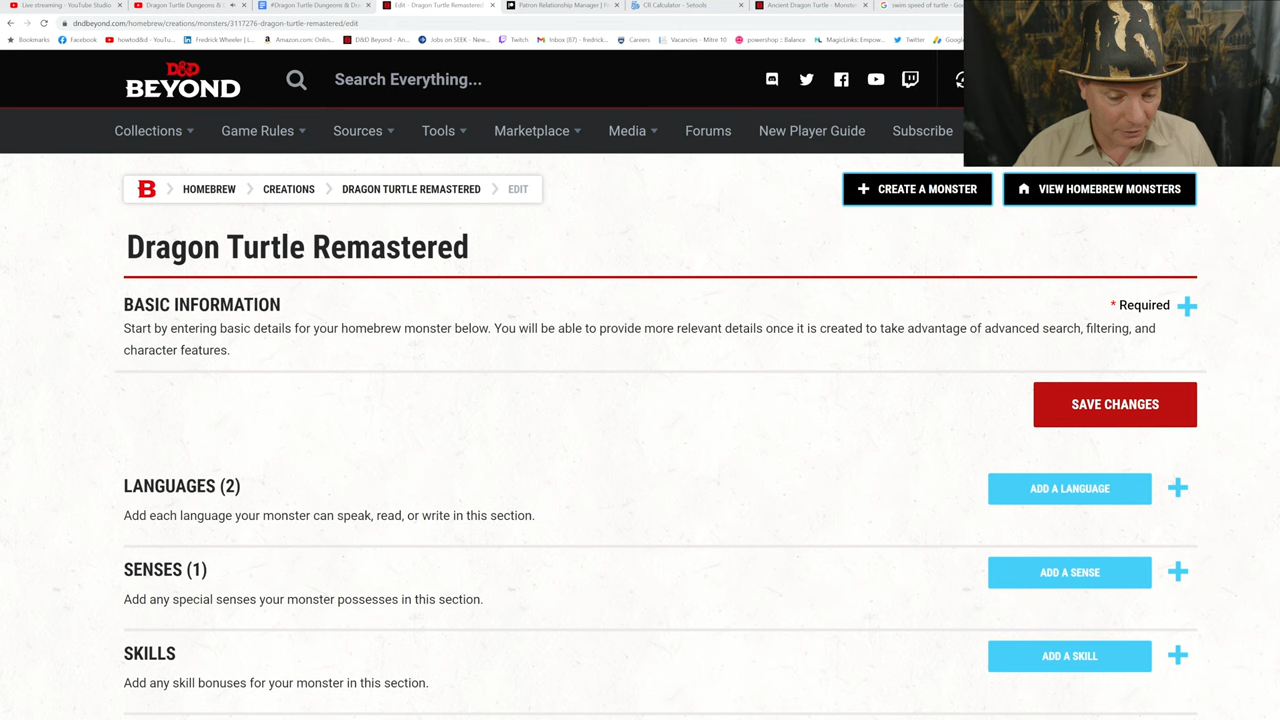 Live streaming - YouTube Studio
Dragon Turtle Dungeons &
#Dragon Turtle Dungeons & Dra
Edit - Dragon Turtle Remastered
Patron Relationship Manager | P
CR Calculator - 5etools
Ancient Dragon Turtle - Monster
swim speed of turtle - Goo
dndbeyond.com/homebrew/creations/monsters/3117276-dragon-turtle-remastered/edit
Bookmarks
Facebook
howtod&d - YouTu...
Fredrick Wheeler | L...
Amazon.com: Onlin...
D&D Beyond - An...
Jobs on SEEK - New...
Twitch
Inbox (87) - fredrick...
Careers
Vacancies - Mitre 10
powershop :: Balance
MagicLinks: Empow...
Twitter
Google
D&D
BEYOND
Search Everything...
Collections
Game Rules
Sources
Tools
Marketplace
Media
Forums
New Player Guide
Subscribe
B
HOMEBREW
CREATIONS
DRAGON TURTLE REMASTERED
EDIT
+ CREATE A MONSTER
VIEW HOMEBREW MONSTERS
Dragon Turtle Remastered
BASIC INFORMATION
* Required
Start by entering basic details for your homebrew monster below. You will be able to provide more relevant details once it is created to take advantage of advanced search, filtering, and
character features.
SAVE CHANGES
LANGUAGES (2)
ADD A LANGUAGE
Add each language your monster can speak, read, or write in this section.
SENSES (1)
ADD A SENSE
Add any special senses your monster possesses in this section.
SKILLS
ADD A SKILL
Add any skill bonuses for your monster in this section.